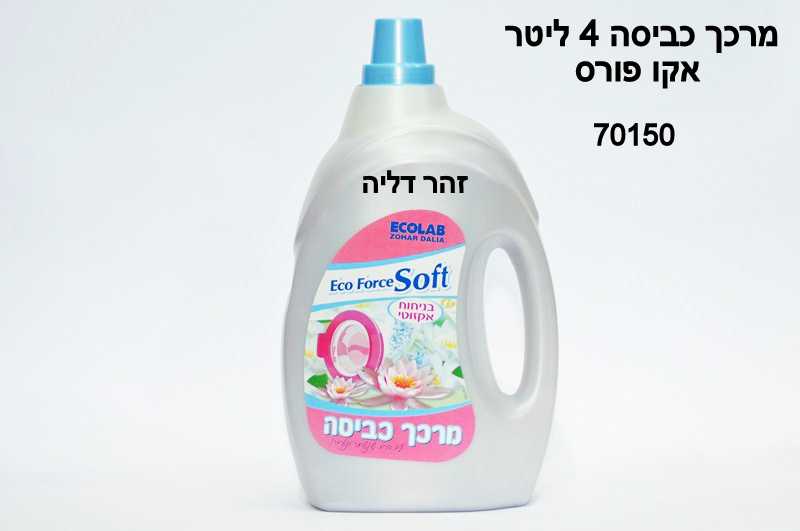 מרכך כביסה 4 ליטר
אקו פורס
70150
זהר דליה
ECOLAB
ZOHAR DALIA
Eco Force Soft
בניחוח
אקזוטי
מרכך כביסה